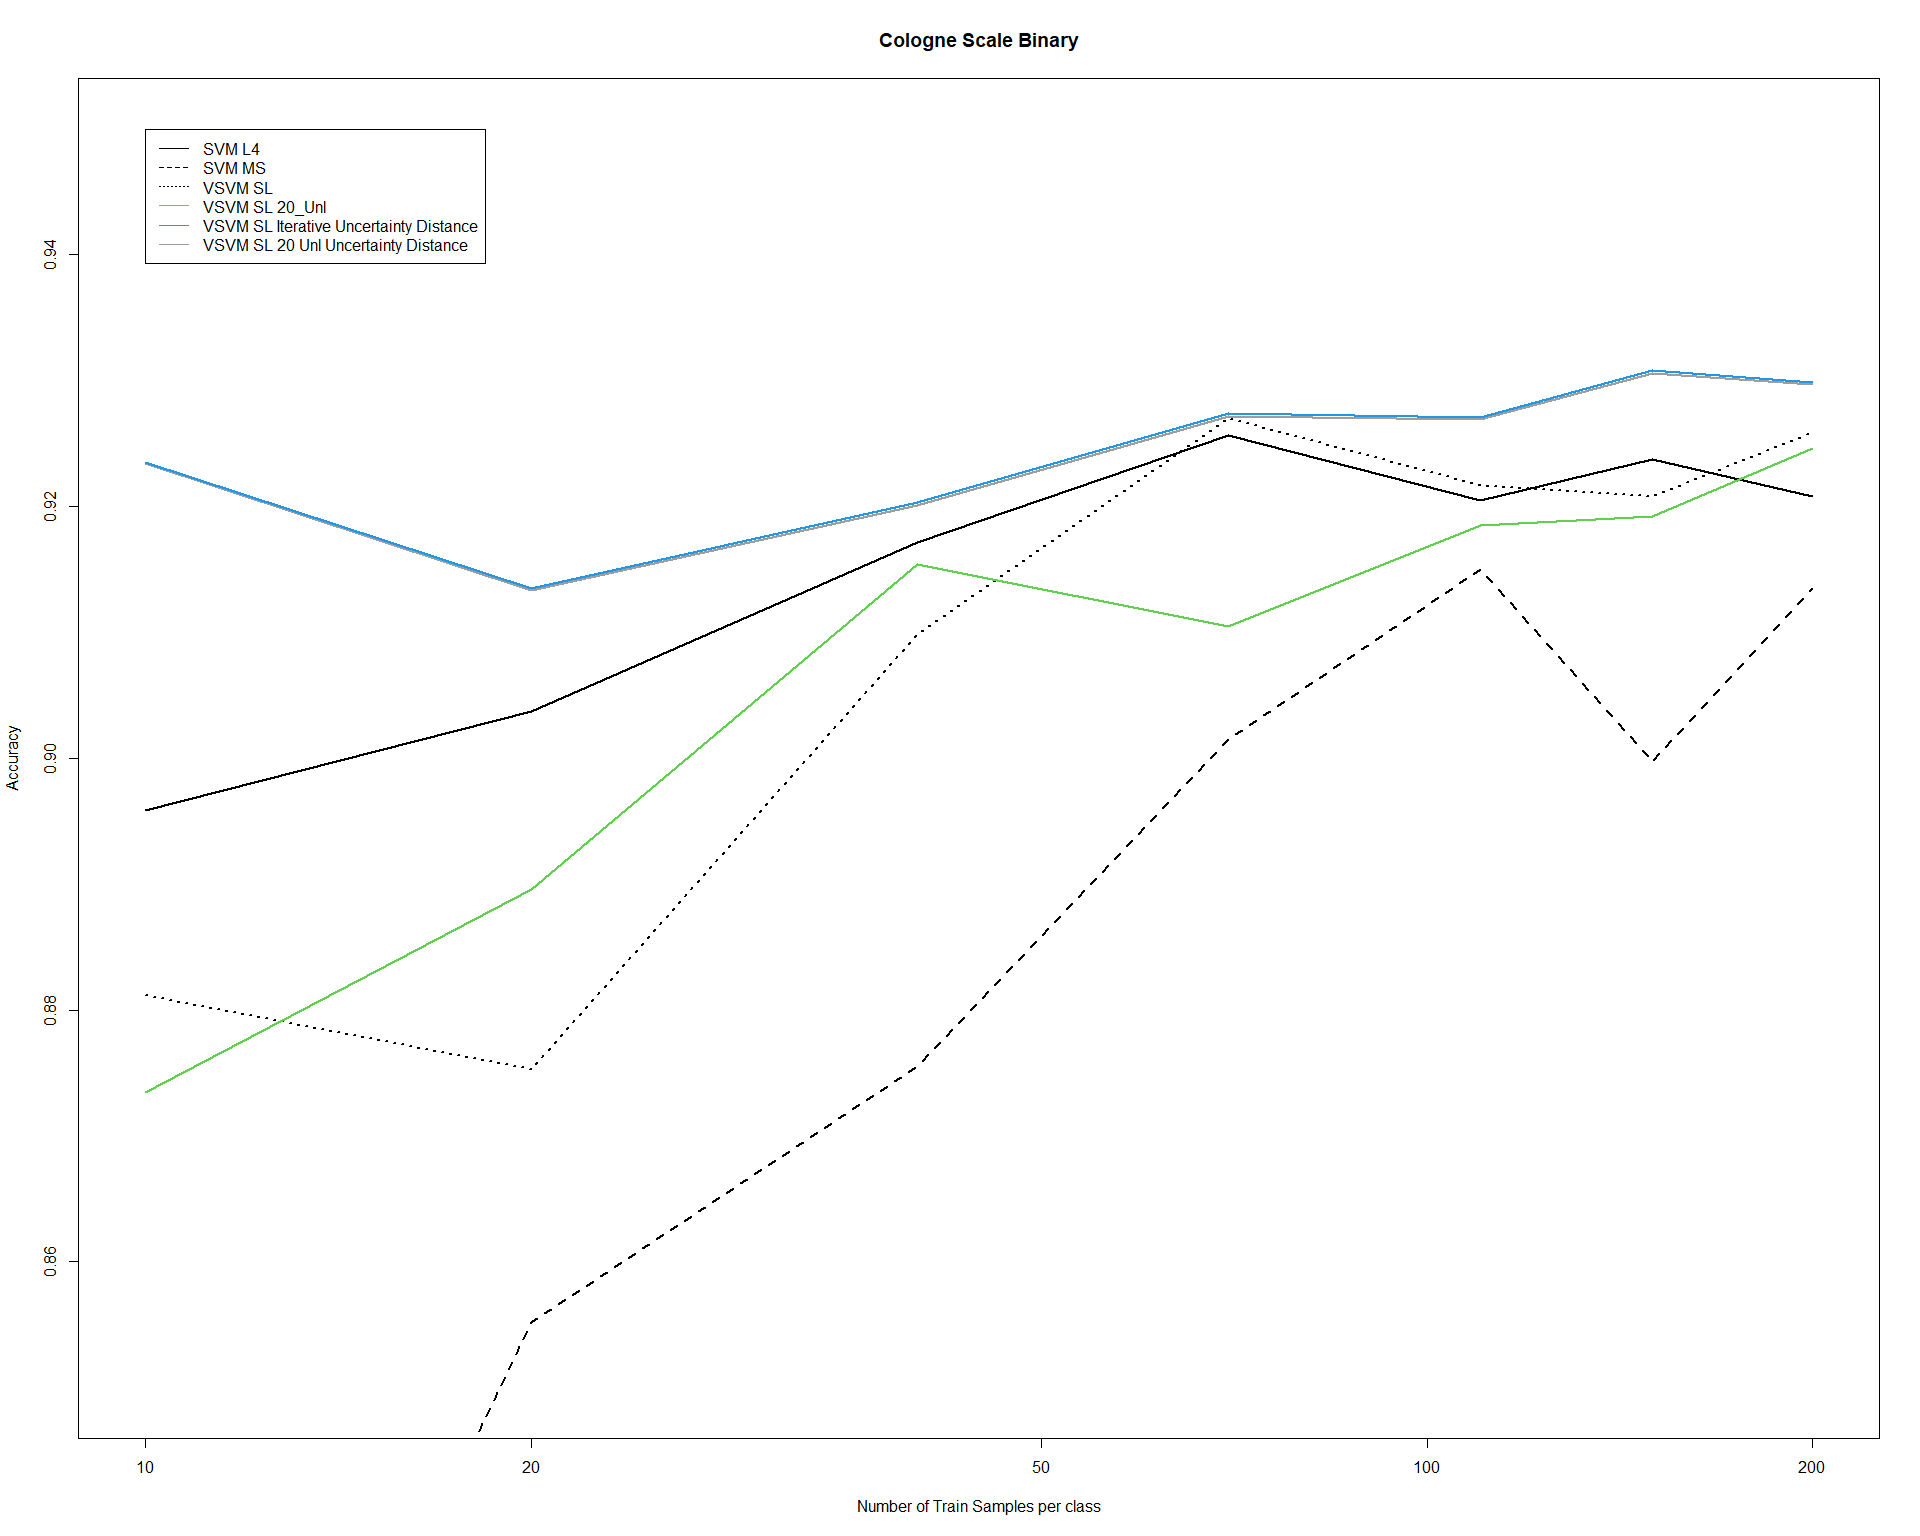 Cologne Scale Binary
SVM L4
SVM MS
VSVM SL
VSVM SL 20_Unl
VSVM SL Iterative Uncertainty Distance
VSVM SL 20 Unl Uncertainty Distance
0.94
0.92
0.90
0.88
0.86
Accuracy
10 20 50 100 200
Number of Train Samples per class